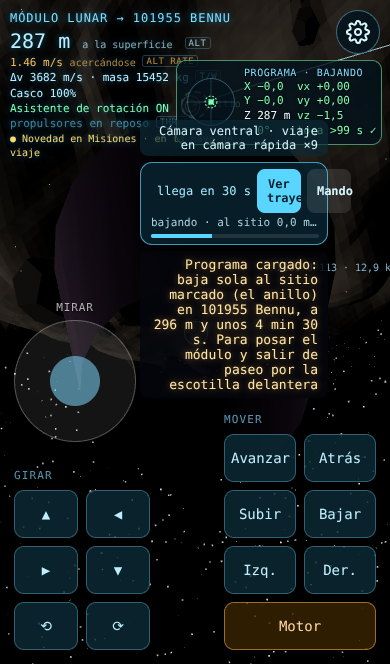 MÓDULO LUNAR → 101955 BENNU
287 m a la superficie ALT
1.46 m/s acercándose ALT RATE
Δv 3682 m/s · masa 15452
Casco 100%
Asistente de rotación ON
propulsores en reposo
● Novedad en Misiones · en
viaje
PROGRAMA · BAJANDO
X −0,0 vx +0,00
Y −0,0 vy +0,00
Z 287 m vz −1,5
>99 s ✓
Cámara ventral · viaje
en cámara rápida ×9
llega en 30 s
Ver
traye
Mando
bajando · al sitio 0,0 m…
113 · 12,9 k
Programa cargado:
baja sola al sitio
marcado (el anillo)
en 101955 Bennu, a
296 m y unos 4 min 30
s. Para posar el
módulo y salir de
paseo por la
escotilla delantera
MIRAR
MOVER
Avanzar Atrás
GIRAR
▲ ◀
Subir Bajar
▶ ▼
Izq. Der.
⟲ ⟳
Motor